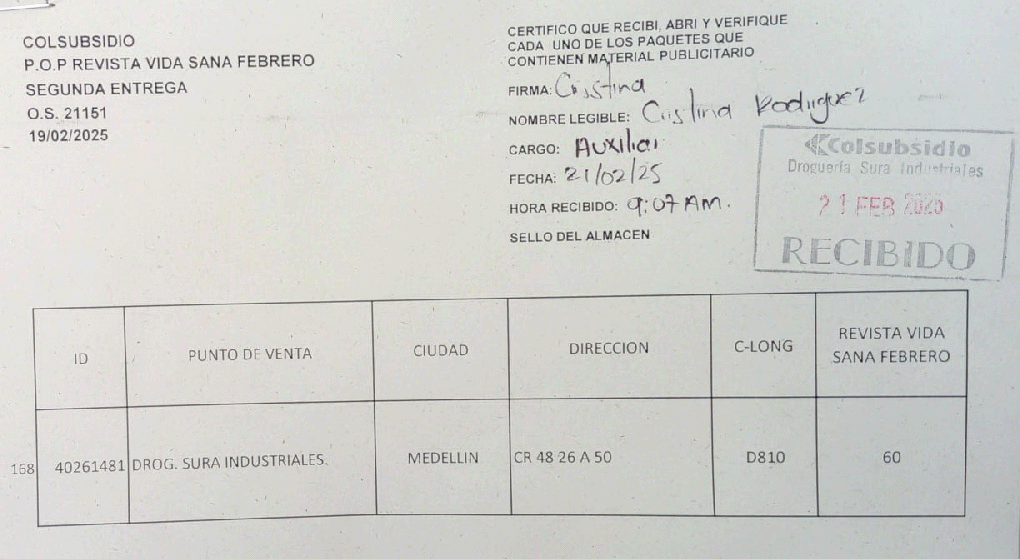 COLSUBSIDIO
P.O.P REVISTA VIDA SANA FEBRERO
SEGUNDA ENTREGA
O.S. 21151
19/02/2025
CERTIFICO QUE RECIBI, ABRI Y VERIFIQUE
CADA UNO DE LOS PAQUETES QUE
CONTIENEN MATERIAL PUBLICITARIO
FIRMA: Cristina
NOMBRE LEGIBLE: Cristina Rodriguez
CARGO: Auxiliar
FECHA: 21/02/25
HORA RECIBIDO: 9:07 AM.
SELLO DEL ALMACEN
Colsubsidio
Droguería Sura Industriales
21 FEB
RECIBIDO
ID PUNTO DE VENTA CIUDAD DIRECCION C-LONG REVISTA VIDA
SANA FEBRERO
168 40261481 DROG. SURA INDUSTRIALES. MEDELLIN CR 48 26 A 50 D810 60